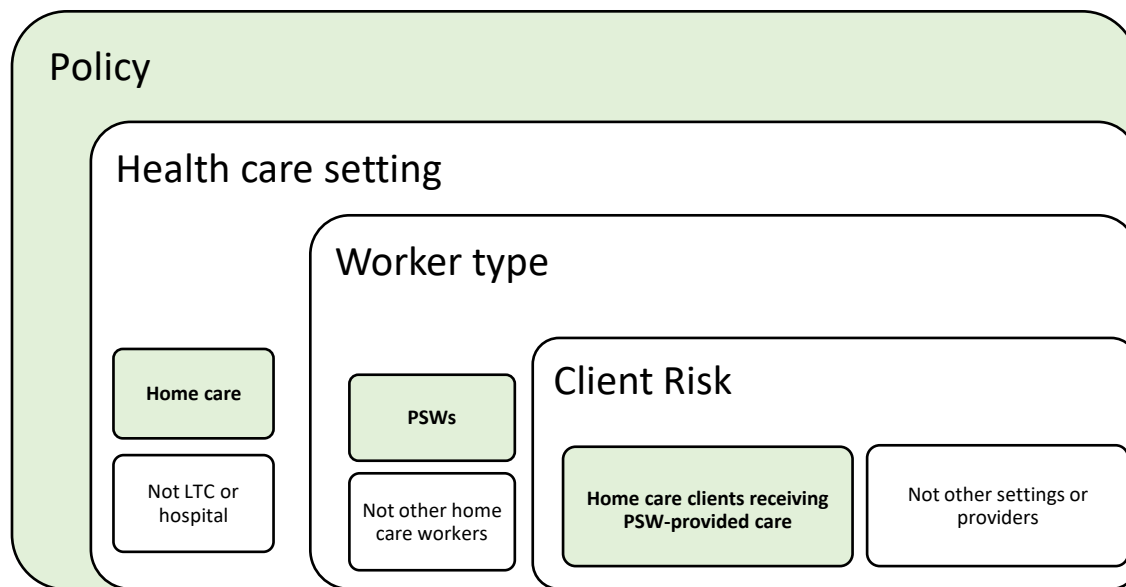 Policy
Health care setting
Worker type
Client Risk
Home care
PSWs
Home care clients receiving
PSW-provided care
Not other settings or
providers
Not LTC or
hospital
Not other home
care workers